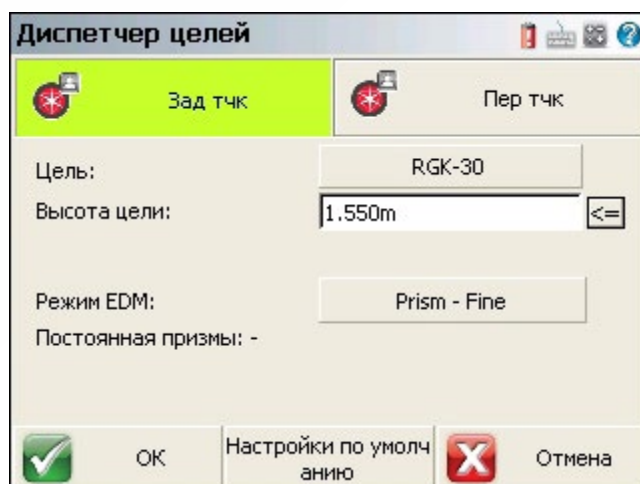 Диспетчер целей
Зад тчк
Пер тчк
Цель:
RGK-30
Высота цели:
1.550m
<=
Режим EDM:
Prism - Fine
Постоянная призмы: -
ОК
Настройки по умолч
анию
Отмена